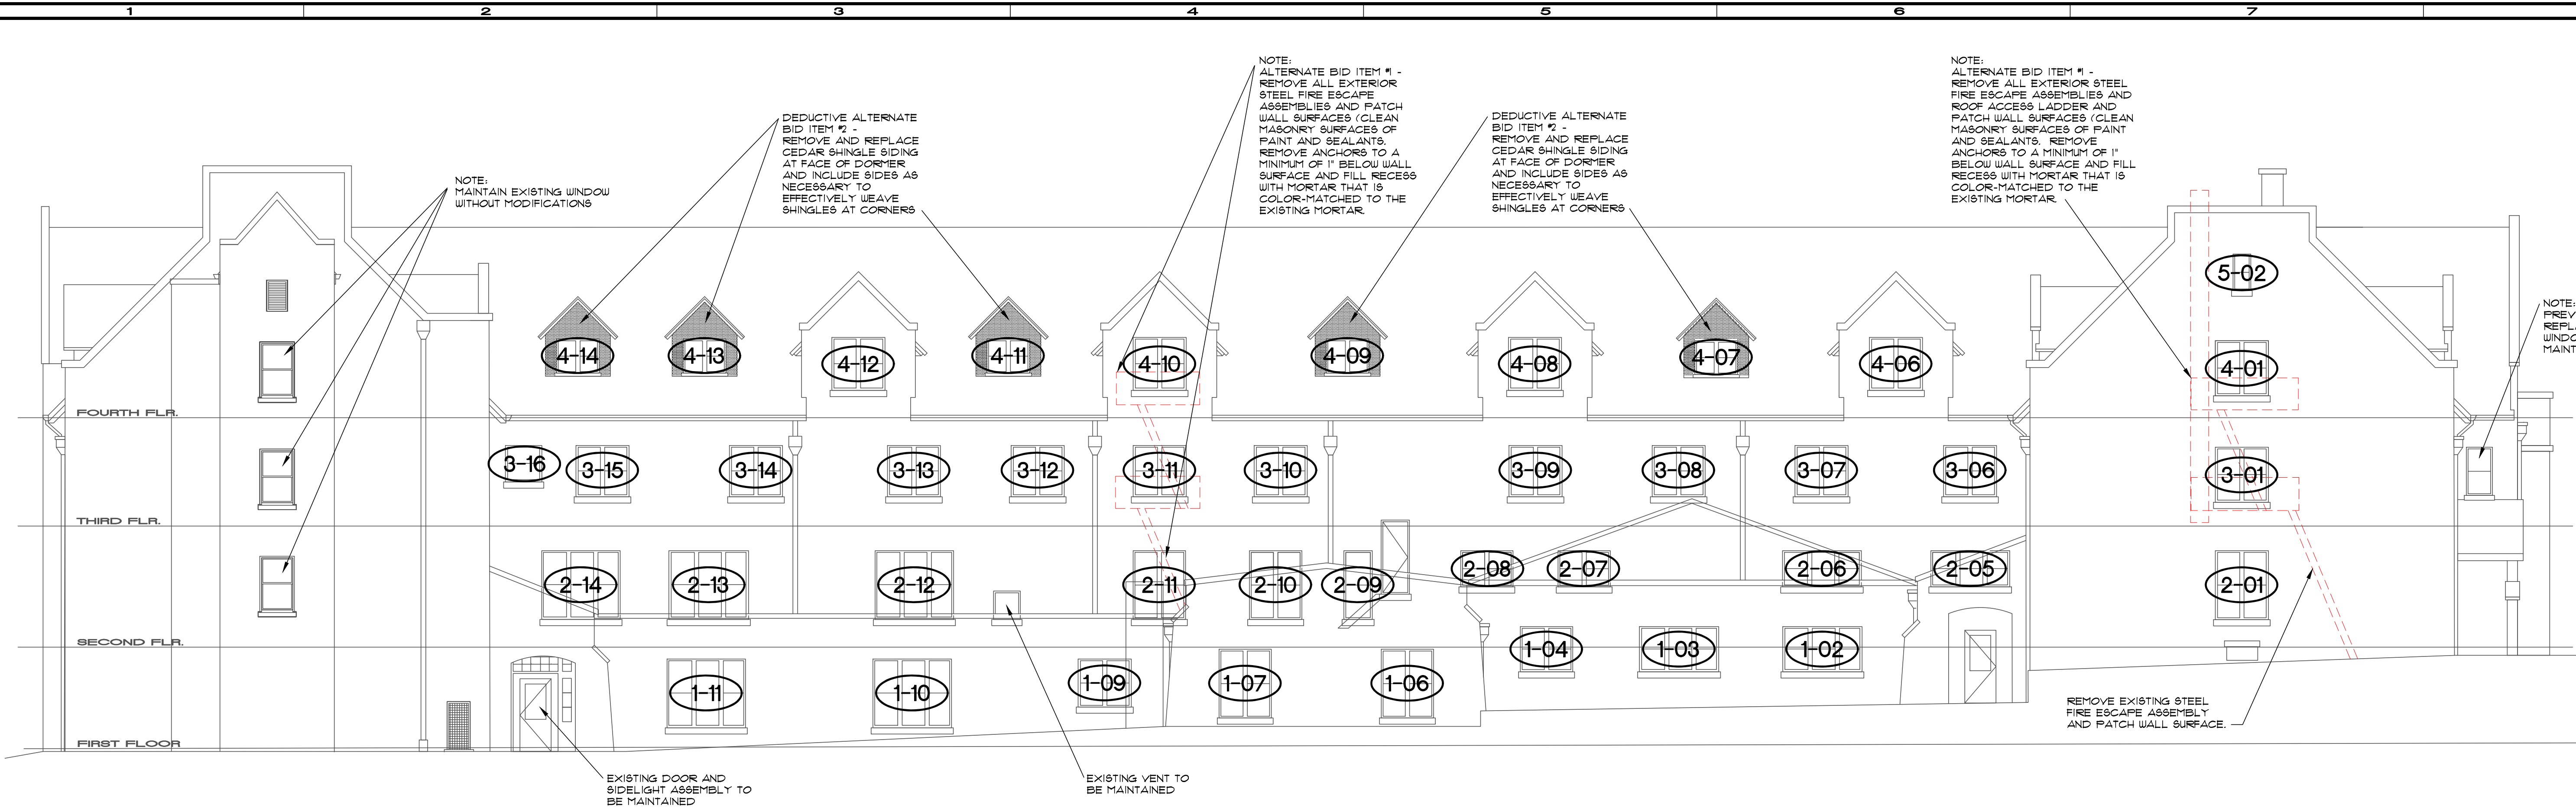 1 2 3 4 5 6 7
NOTE:
MAINTAIN EXISTING WINDOW
WITHOUT MODIFICATIONS
DEDUCTIVE ALTERNATE
BID ITEM #2 -
REMOVE AND REPLACE
CEDAR SHINGLE SIDING
AT FACE OF DORMER
AND INCLUDE SIDES AS
NECESSARY TO
EFFECTIVELY WEAVE
SHINGLES AT CORNERS
NOTE:
ALTERNATE BID ITEM #1 -
REMOVE ALL EXTERIOR
STEEL FIRE ESCAPE
ASSEMBLIES AND PATCH
WALL SURFACES (CLEAN
MASONRY SURFACES OF
PAINT AND SEALANTS.
REMOVE ANCHORS TO A
MINIMUM OF 1" BELOW WALL
SURFACE AND FILL RECESS
WITH MORTAR THAT IS
COLOR-MATCHED TO THE
EXISTING MORTAR.
DEDUCTIVE ALTERNATE
BID ITEM #2 -
REMOVE AND REPLACE
CEDAR SHINGLE SIDING
AT FACE OF DORMER
AND INCLUDE SIDES AS
NECESSARY TO
EFFECTIVELY WEAVE
SHINGLES AT CORNERS
NOTE:
ALTERNATE BID ITEM #1 -
REMOVE ALL EXTERIOR STEEL
FIRE ESCAPE ASSEMBLIES AND
ROOF ACCESS LADDER AND
PATCH WALL SURFACES (CLEAN
MASONRY SURFACES OF PAINT
AND SEALANTS. REMOVE
ANCHORS TO A MINIMUM OF 1"
BELOW WALL SURFACE AND FILL
RECESS WITH MORTAR THAT IS
COLOR-MATCHED TO THE
EXISTING MORTAR.
NOTE:
PREV
REPL
WINDO
MAINT
5-02
4-14 4-13 4-12 4-11 4-10 4-09 4-08 4-07 4-06 4-01
FOURTH FLR.
3-16 3-15 3-14 3-13 3-12 3-11 3-10 3-09 3-08 3-07 3-06 3-01
THIRD FLR.
2-14 2-13 2-12 2-11 2-10 2-09 2-08 2-07 2-06 2-05 2-01
SECOND FLR.
1-11 1-10 1-09 1-07 1-06 1-04 1-03 1-02
FIRST FLOOR
REMOVE EXISTING STEEL
FIRE ESCAPE ASSEMBLY
AND PATCH WALL SURFACE.
EXISTING DOOR AND
SIDELIGHT ASSEMBLY TO
BE MAINTAINED
EXISTING VENT TO
BE MAINTAINED